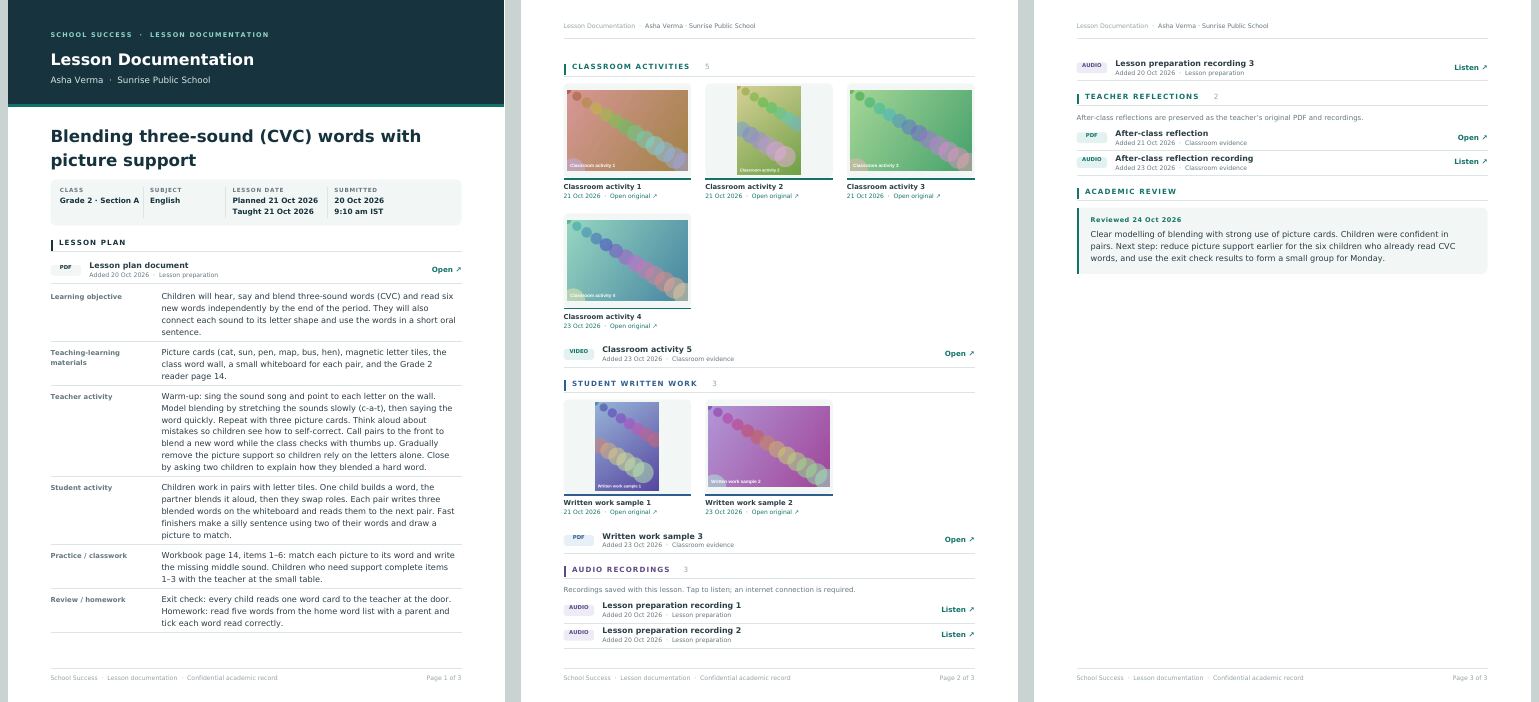 SCHOOL SUCCESS · LESSON DOCUMENTATION
Lesson Documentation
Asha Verma · Sunrise Public School
Blending three-sound (CVC) words with
picture support
CLASS
Grade 2 · Section A
SUBJECT
English
LESSON DATE
Planned 21 Oct 2026
Taught 21 Oct 2026
SUBMITTED
20 Oct 2026
9:10 am IST
LESSON PLAN
PDF
Lesson plan document
Added 20 Oct 2026 · Lesson preparation
Open ↗
Learning objective
Children will hear, say and blend three-sound words (CVC) and read six
new words independently by the end of the period. They will also
connect each sound to its letter shape and use the words in a short oral
sentence.
Teaching-learning
materials
Picture cards (cat, sun, pen, map, bus, hen), magnetic letter tiles, the
class word wall, a small whiteboard for each pair, and the Grade 2
reader page 14.
Teacher activity
Warm-up: sing the sound song and point to each letter on the wall.
Model blending by stretching the sounds slowly (c-a-t), then saying the
word quickly. Repeat with three picture cards. Think aloud about
mistakes so children see how to self-correct. Call pairs to the front to
blend a new word while the class checks with thumbs up. Gradually
remove the picture support so children rely on the letters alone. Close
by asking two children to explain how they blended a hard word.
Student activity
Children work in pairs with letter tiles. One child builds a word, the
partner blends it aloud, then they swap roles. Each pair writes three
blended words on the whiteboard and reads them to the next pair. Fast
finishers make a silly sentence using two of their words and draw a
picture to match.
Practice / classwork
Workbook page 14, items 1–6: match each picture to its word and write
the missing middle sound. Children who need support complete items
1–3 with the teacher at the small table.
Review / homework
Exit check: every child reads one word card to the teacher at the door.
Homework: read five words from the home word list with a parent and
tick each word read correctly.
School Success · Lesson documentation · Confidential academic record
Page 1 of 3
Lesson Documentation · Asha Verma · Sunrise Public School
CLASSROOM ACTIVITIES 5
Classroom activity 1
Classroom activity 2
Classroom activity 3
Classroom activity 1
21 Oct 2026 · Open original ↗
Classroom activity 2
21 Oct 2026 · Open original ↗
Classroom activity 3
21 Oct 2026 · Open original ↗
Classroom activity 4
Classroom activity 4
23 Oct 2026 · Open original ↗
VIDEO
Classroom activity 5
Added 23 Oct 2026 · Classroom evidence
Open ↗
STUDENT WRITTEN WORK 3
Written work sample 1
Written work sample 2
Written work sample 1
21 Oct 2026 · Open original ↗
Written work sample 2
23 Oct 2026 · Open original ↗
PDF
Written work sample 3
Added 23 Oct 2026 · Classroom evidence
Open ↗
AUDIO RECORDINGS 3
Recordings saved with this lesson. Tap to listen; an internet connection is required.
AUDIO
Lesson preparation recording 1
Added 20 Oct 2026 · Lesson preparation
Listen ↗
AUDIO
Lesson preparation recording 2
Added 20 Oct 2026 · Lesson preparation
Listen ↗
School Success · Lesson documentation · Confidential academic record
Page 2 of 3
Lesson Documentation · Asha Verma · Sunrise Public School
AUDIO
Lesson preparation recording 3
Added 20 Oct 2026 · Lesson preparation
Listen ↗
TEACHER REFLECTIONS 2
After-class reflections are preserved as the teacher's original PDF and recordings.
PDF
After-class reflection
Added 21 Oct 2026 · Classroom evidence
Open ↗
AUDIO
After-class reflection recording
Added 23 Oct 2026 · Classroom evidence
Listen ↗
ACADEMIC REVIEW
Reviewed 24 Oct 2026
Clear modelling of blending with strong use of picture cards. Children were confident in
pairs. Next step: reduce picture support earlier for the six children who already read CVC
words, and use the exit check results to form a small group for Monday.
School Success · Lesson documentation · Confidential academic record
Page 3 of 3